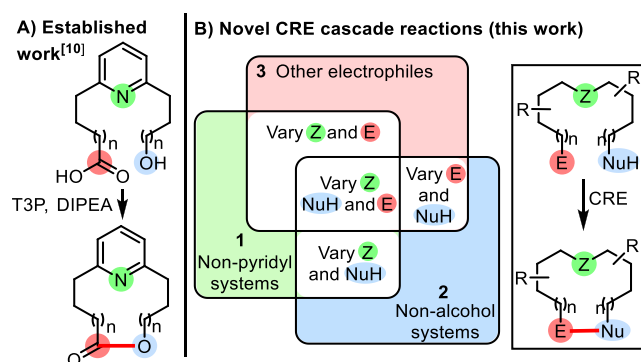 A) Established
work[10]
N
( )n
( )n
HO
O
OH
T3P, DIPEA
N
( )n
( )n
O
O
B) Novel CRE cascade reactions (this work)
3 Other electrophiles
Vary Z and E
Vary Z
NuH and E
Vary E
and
NuH
1
Non-pyridyl
systems
Vary Z
and NuH
2
Non-alcohol
systems
Z
R
R
( )n
( )n
E
NuH
CRE
Z
R
R
( )n
( )n
E
Nu